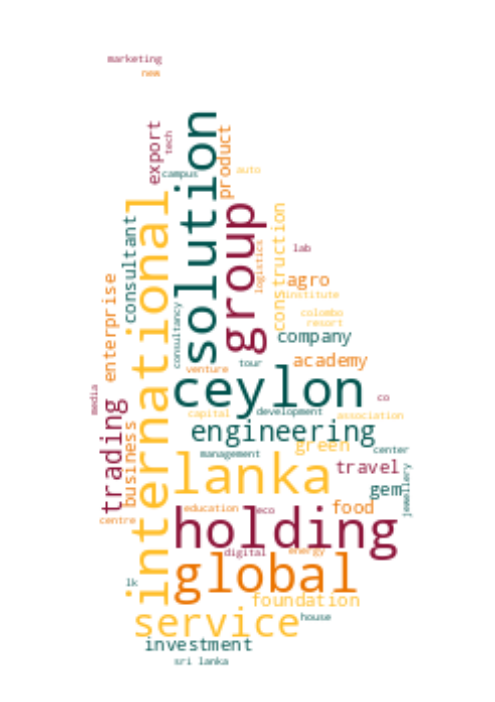 marketing
new
export
tech
campus
solution
product
auto
international
consultant
group
construction
logistics
lab
enterprise
agro
institute
consultancy
colombo
resort
company
venture
tour
academy
media
trading
ceylon
co
capital
development
association
business
engineering
green
center
management
lanka
travel
gem
jewellery
centre
education
eco
food
holding
digital
energy
global
lk
foundation
service
house
investment
sri lanka